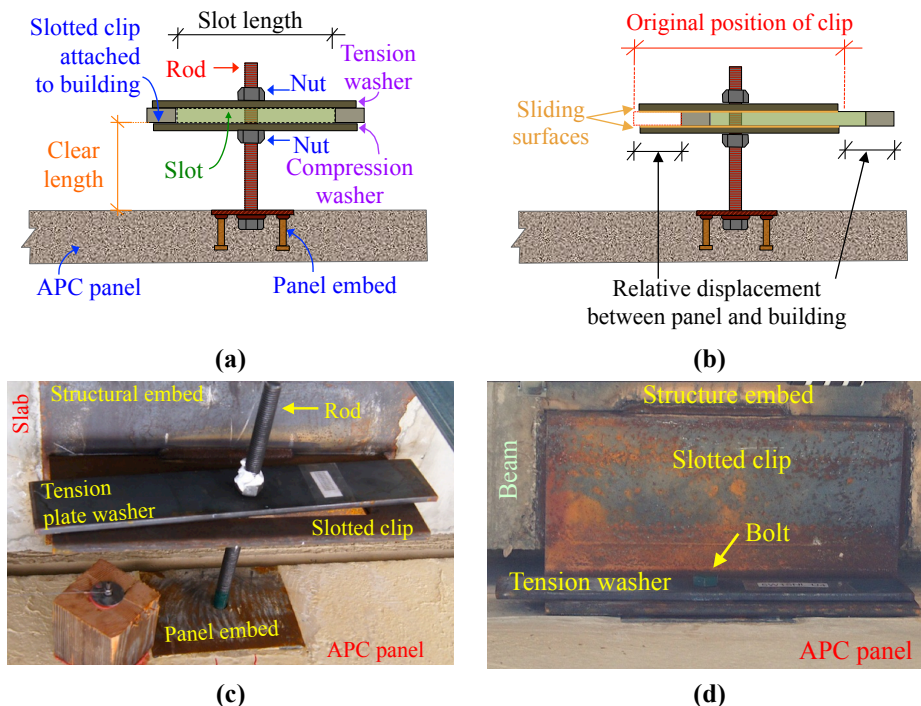 Slotted clip
attached
to building
Slot length
Rod
Nut
Tension
washer
Clear
length
Slot
Nut
Compression
washer
APC panel
Panel embed
(a)
Original position of clip
Sliding
surfaces
Relative displacement
between panel and building
(b)
Slab
Structural embed
Rod
Tension
plate washer
Slotted clip
Panel embed
APC panel
(c)
Structure embed
Beam
Slotted clip
Bolt
Tension washer
APC panel
(d)